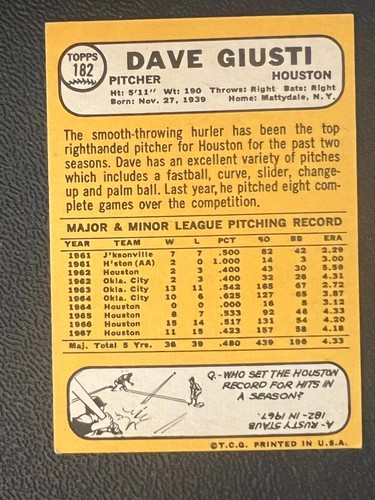 TOPPS
182
DAVE GIUSTI
PITCHER HOUSTON
Ht: 5'11" Wt: 190 Throws: Right Bats: Right
Born: Nov. 27, 1939 Home: Mattydale, N.Y.
The smooth-throwing hurler has been the top
righthanded pitcher for Houston for the past two
seasons. Dave has an excellent variety of pitches
which includes a fastball, curve, slider, change-
up and palm ball. Last year, he pitched eight com-
plete games over the competition.
MAJOR & MINOR LEAGUE PITCHING RECORD
YEAR TEAM W L PCT SO BB ERA
1961 J'ksonville 7 7 .500 62 42 2.29
1961 H'ston (AA) 2 0 1.000 14 3 3.00
1962 Houston 2 3 .400 43 30 5.59
1962 Okla. City 2 3 .400 32 26 4.31
1963 Okla. City 13 11 .542 165 67 2.72
1964 Okla. City 10 6 .625 127 65 3.87
1964 Houston 0 0 .000 16 8 3.12
1965 Houston 8 7 .533 92 46 4.33
1966 Houston 15 14 .517 131 54 4.20
1967 Houston 11 15 .423 157 58 4.18
Maj. Total 5 Yrs. 36 39 .480 439 196 4.33
Q.-WHO SET THE HOUSTON
RECORD FOR HITS IN
A SEASON?
A-RUSTY STAUB
182-IN 1967.
©T.C.G. PRINTED IN U.S.A.